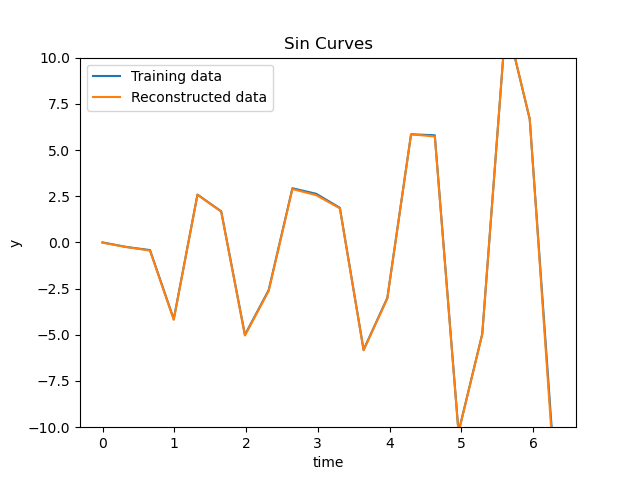 Sin Curves
Training data
Reconstructed data
10.0
7.5
5.0
2.5
0.0
−2.5
−5.0
−7.5
−10.0
y
0 1 2 3 4 5 6
time